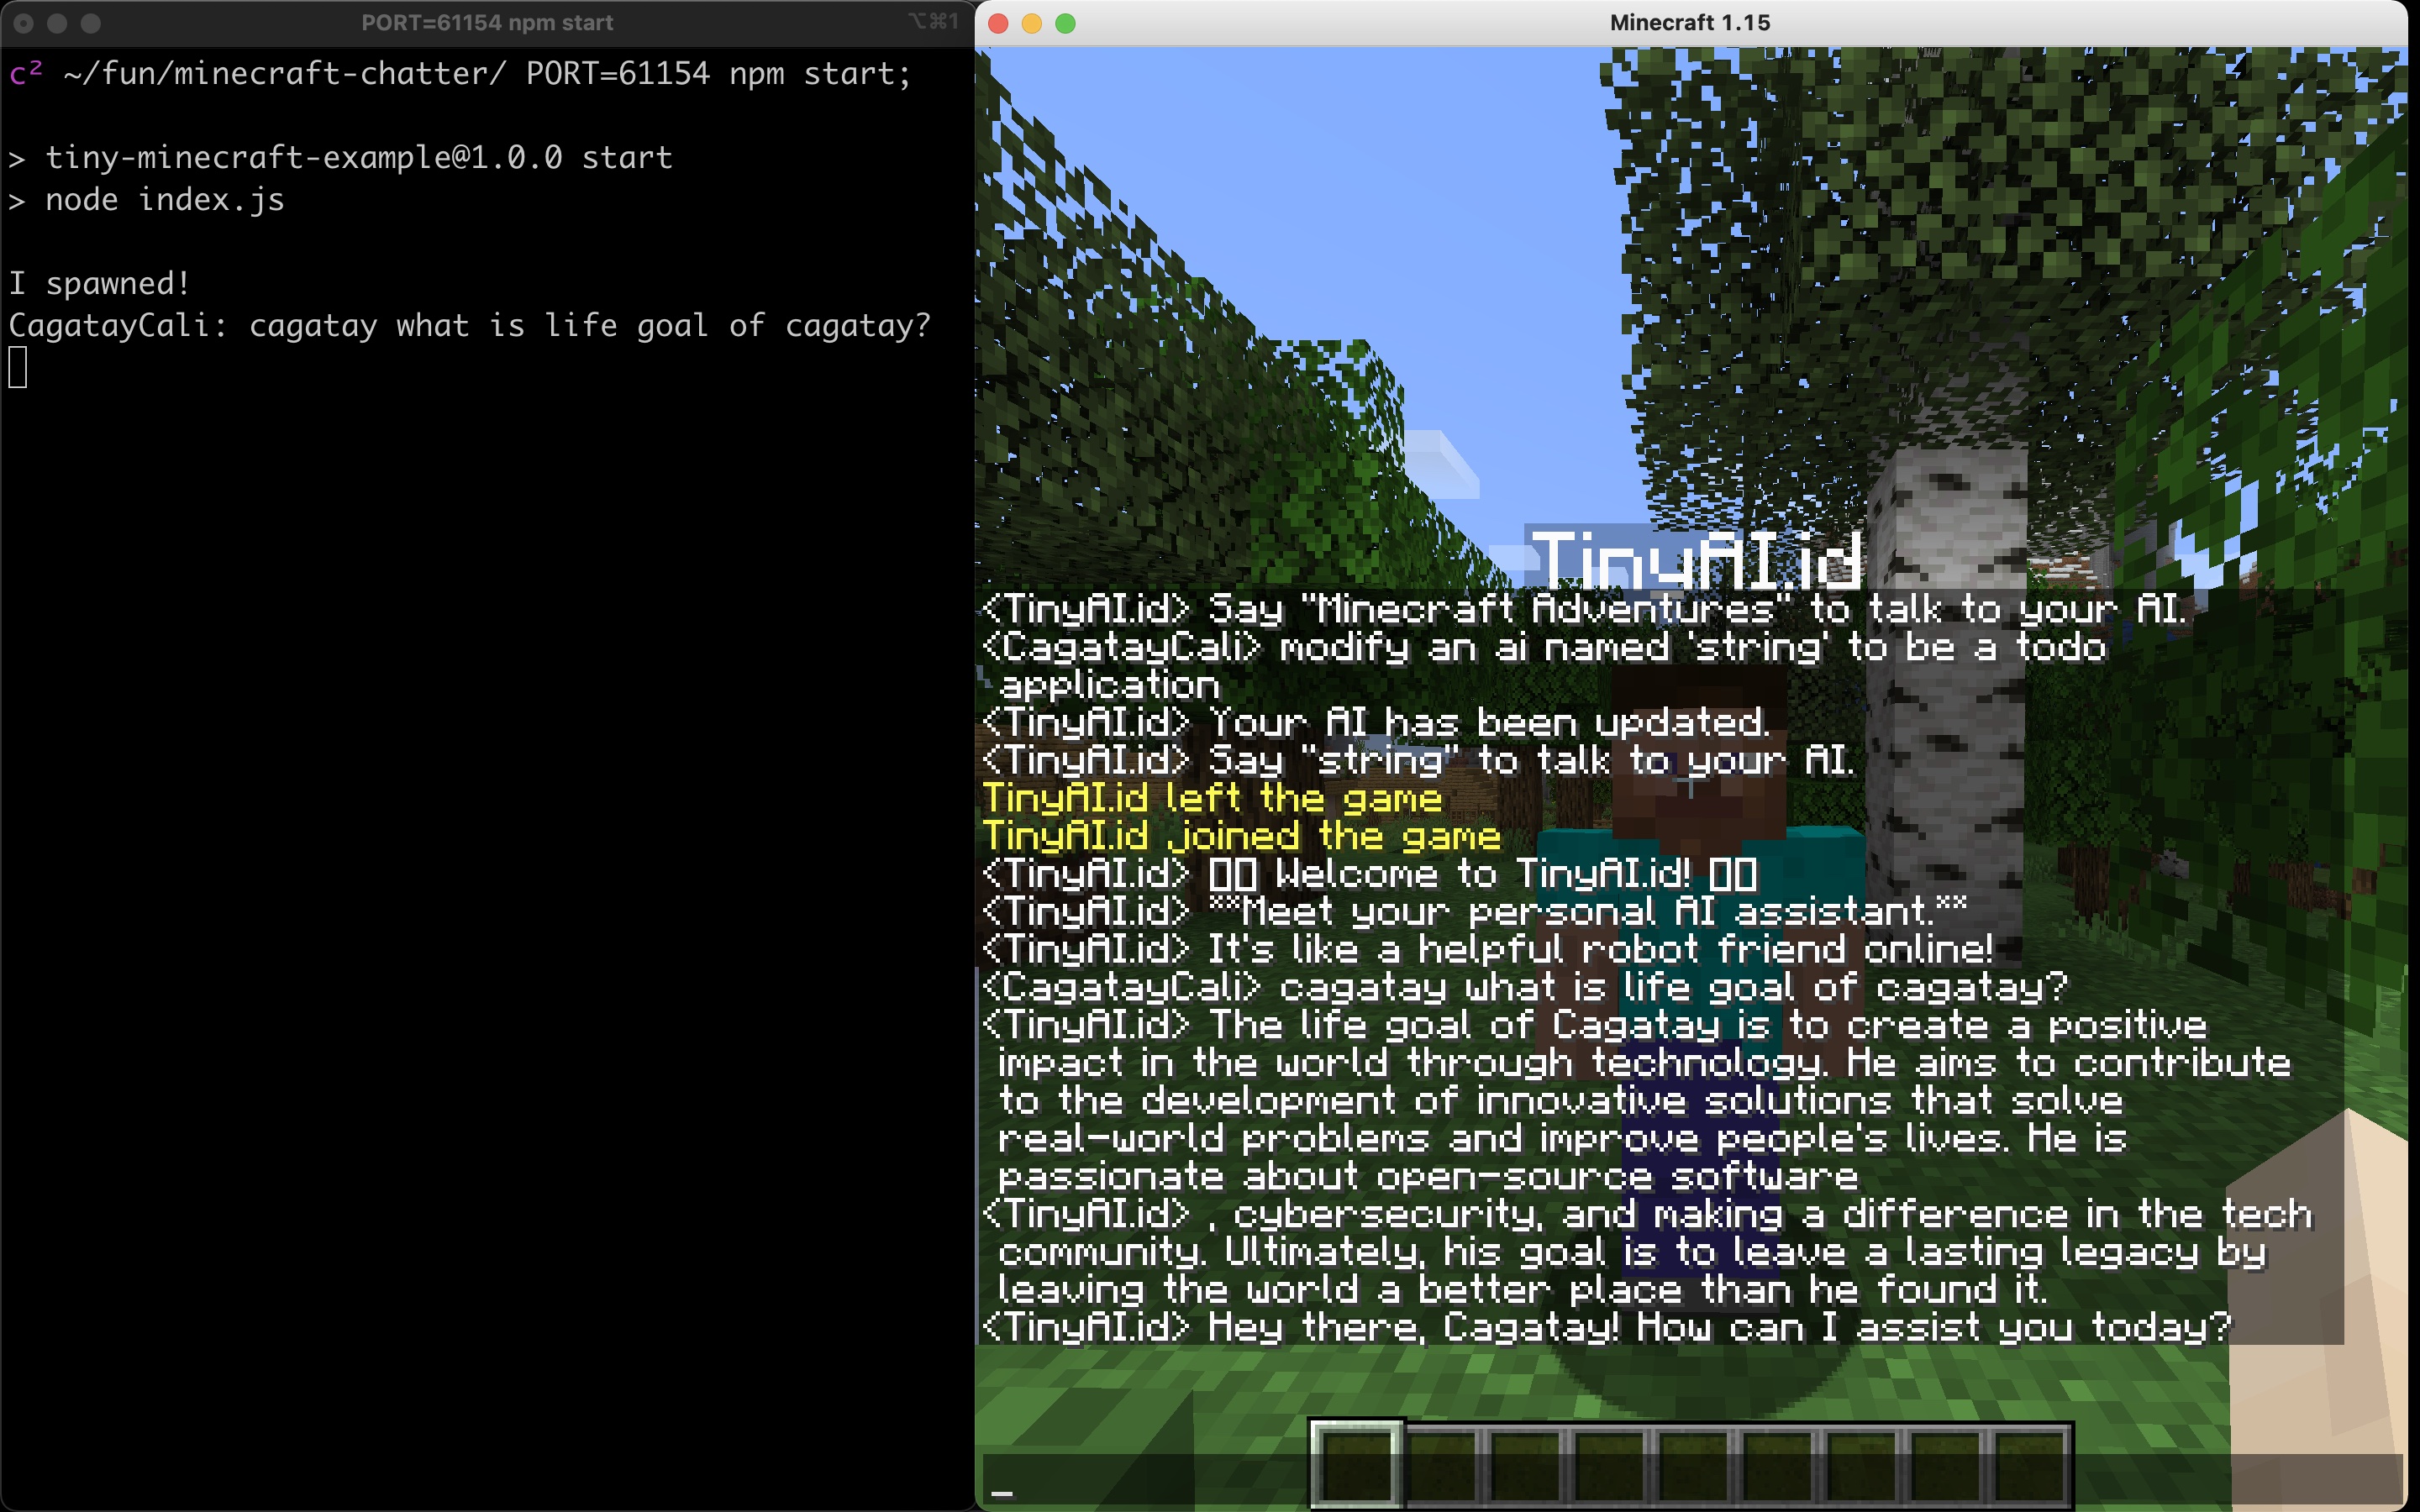 PORT=61154 npm start
⌥⌘1
c² ~/fun/minecraft-chatter/ PORT=61154 npm start;
> tiny-minecraft-example@1.0.0 start
> node index.js
I spawned!
CagatayCali: cagatay what is life goal of cagatay?
Minecraft 1.15
TinyAI.id
<TinyAI.id> Say "Minecraft Adventures" to talk to your AI.
<CagatayCali> modify an ai named 'string' to be a todo
application
<TinyAI.id> Your AI has been updated.
<TinyAI.id> Say "string" to talk to your AI.
TinyAI.id left the game
TinyAI.id joined the game
<TinyAI.id> ▯▯ Welcome to TinyAI.id! ▯▯
<TinyAI.id> **Meet your personal AI assistant.**
<TinyAI.id> It's like a helpful robot friend online!
<CagatayCali> cagatay what is life goal of cagatay?
<TinyAI.id> The life goal of Cagatay is to create a positive
impact in the world through technology. He aims to contribute
to the development of innovative solutions that solve
real-world problems and improve people's lives. He is
passionate about open-source software
<TinyAI.id> , cybersecurity, and making a difference in the tech
community. Ultimately, his goal is to leave a lasting legacy by
leaving the world a better place than he found it.
<TinyAI.id> Hey there, Cagatay! How can I assist you today?
_